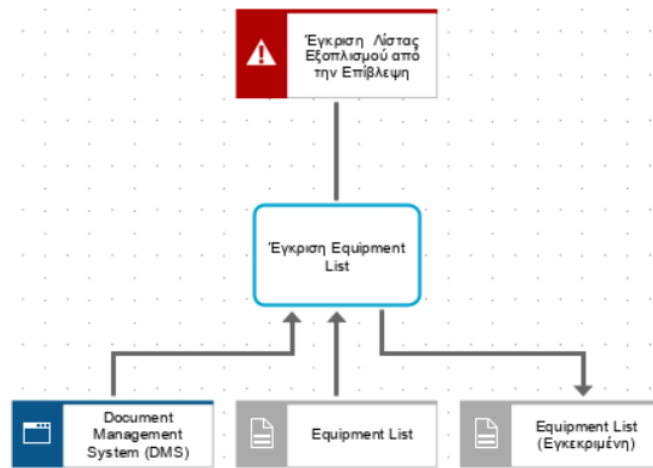 Έγκριση Λίστας
Εξοπλισμού από
την Επίβλεψη
Έγκριση Equipment
List
Document
Management
System (DMS)
Equipment List
Equipment List
(Εγκεκριμένη)